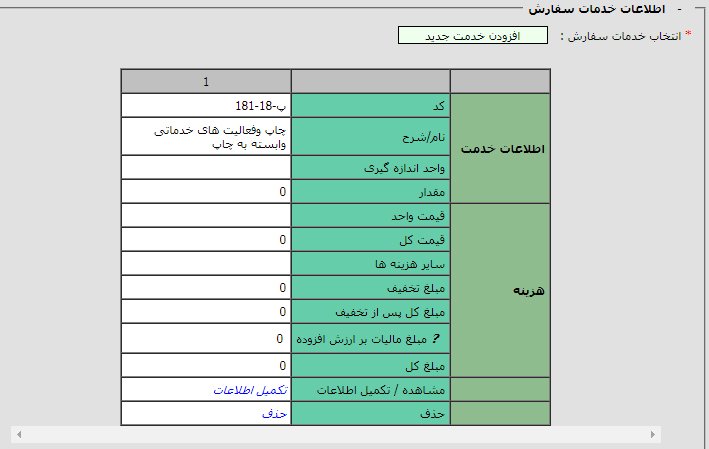 - اطلاعات خدمات سفارش
* انتخاب خدمات سفارش : افزودن خدمت جدید
1
اطلاعات خدمت
کد پ-18-181
نام/شرح چاپ وفعالیت های خدماتی
وابسته به چاپ
واحد اندازه گیری
مقدار 0
هزینه
قیمت واحد
قیمت کل 0
سایر هزینه ها
مبلغ تخفیف 0
مبلغ کل پس از تخفیف 0
? مبلغ مالیات بر ارزش افزوده 0
مبلغ کل 0
مشاهده / تکمیل اطلاعات تکمیل اطلاعات
حذف حذف